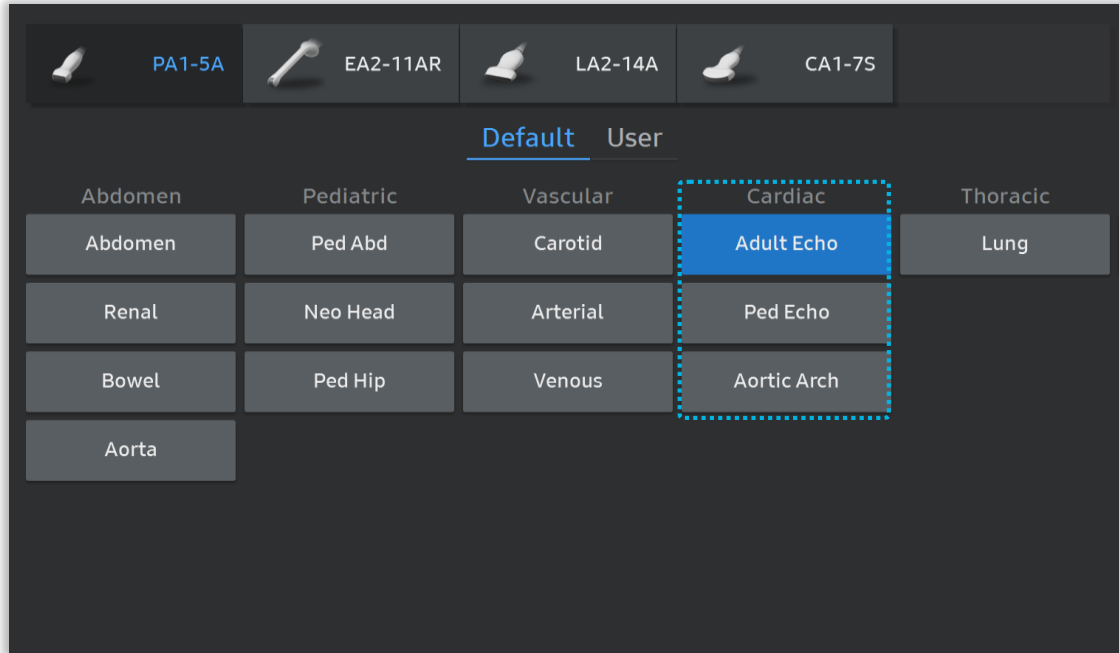 PA1-5A EA2-11AR LA2-14A CA1-7S
Default User
Abdomen Pediatric Vascular Cardiac Thoracic
Abdomen Ped Abd Carotid Adult Echo Lung
Renal Neo Head Arterial Ped Echo
Bowel Ped Hip Venous Aortic Arch
Aorta